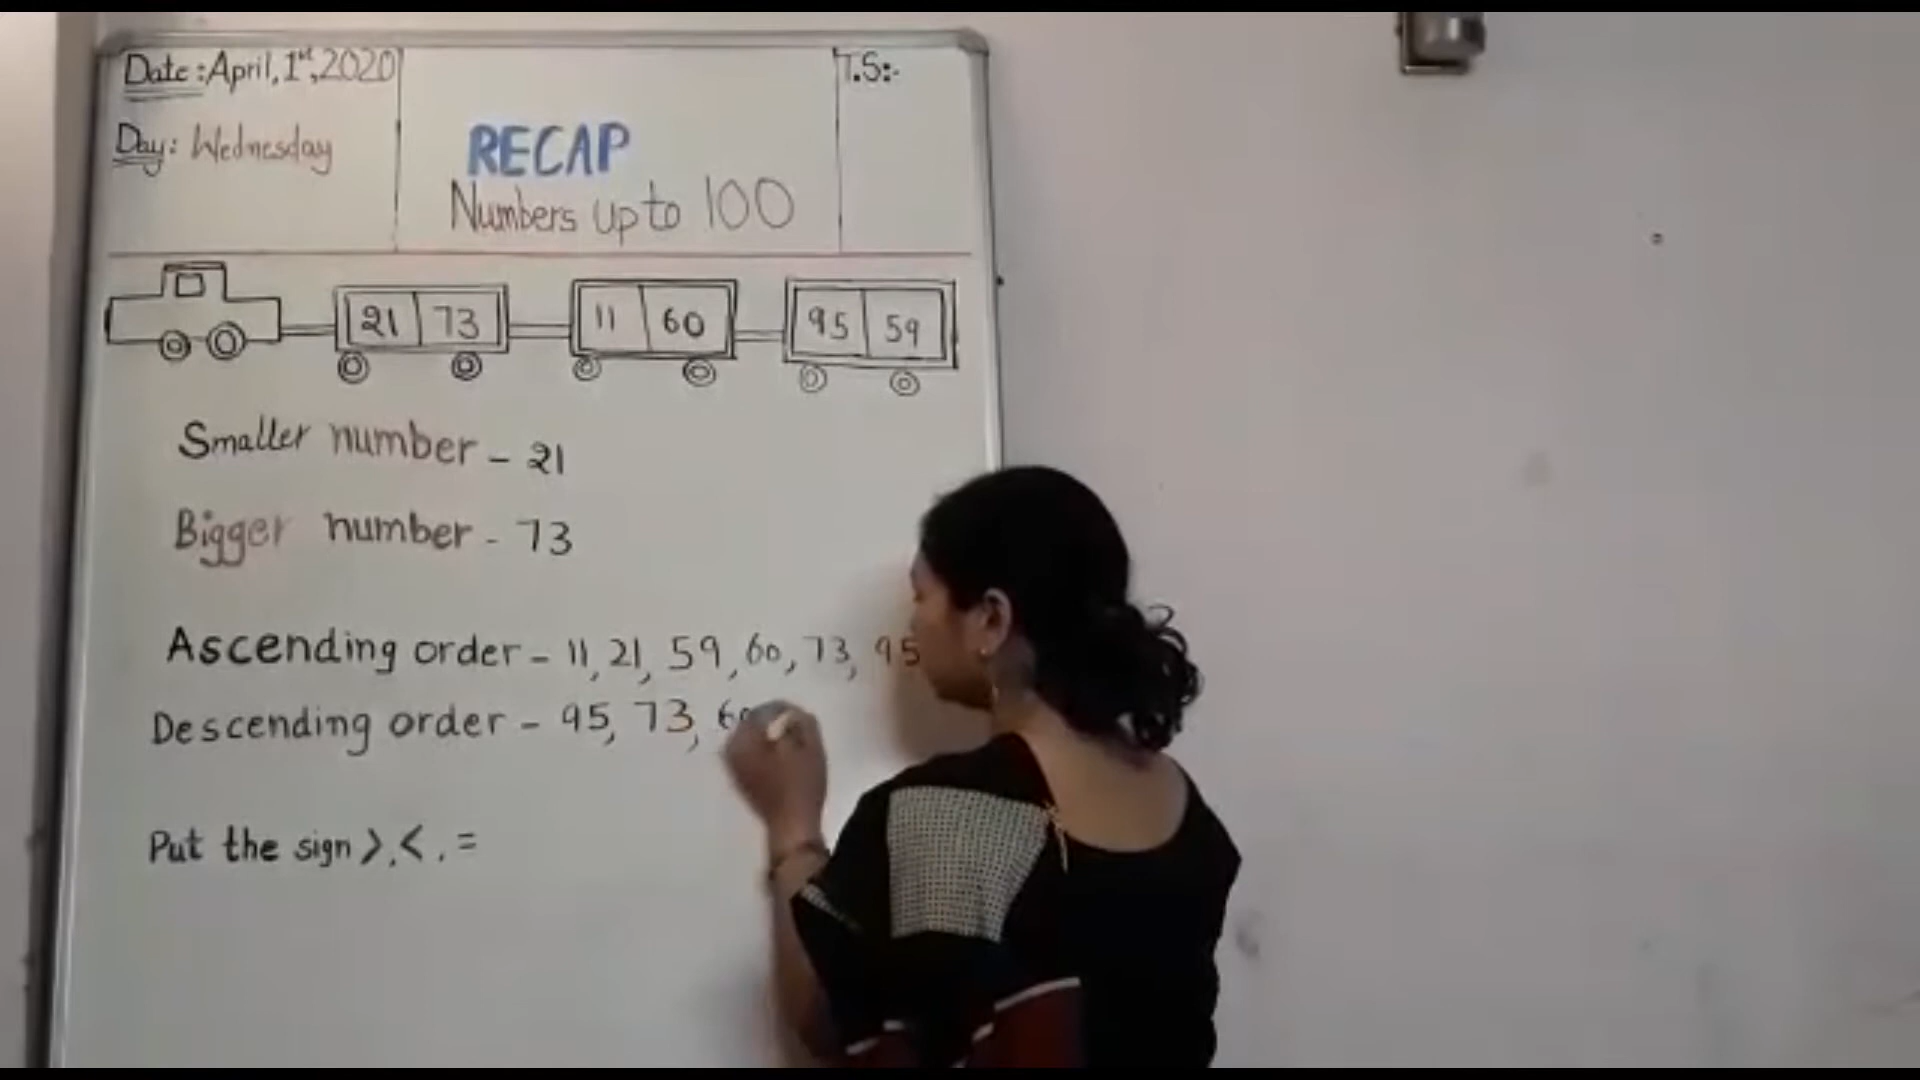 Date: April, 1st, 2020
Day: Wednesday
RECAP
Numbers up to 100
T.S:-
21 73 11 60 95 59
Smaller number - 21
Bigger number - 73
Ascending order - 11, 21, 59, 60, 73, 95
Descending order - 95, 73, 60
Put the sign >, <, =